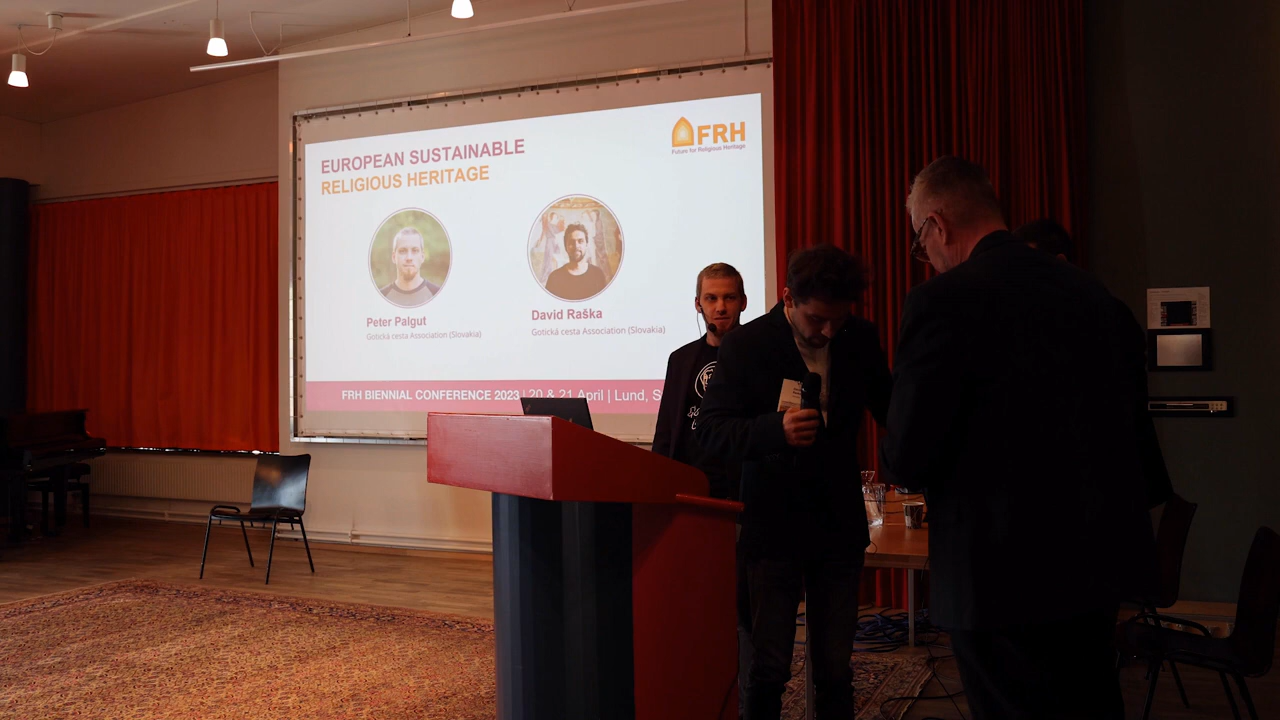 EUROPEAN SUSTAINABLE
RELIGIOUS HERITAGE
FRH
Future for Religious Heritage
Peter Palgut
Gotická cesta Association (Slovakia)
David Raška
Gotická cesta Association (Slovakia)
FRH BIENNIAL CONFERENCE 2023 | 20 & 21 April | Lund, S